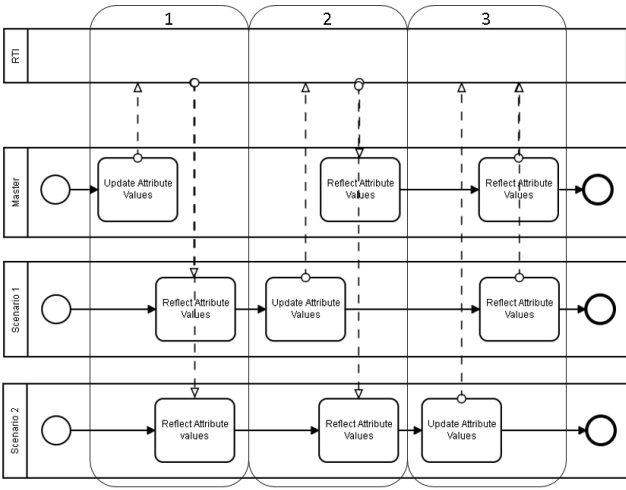 1 2 3
RTI
Master
Update Attribute
Values
Reflect Attribute
Values
Reflect Attribute
Values
Scenario 1
Reflect Attribute
Values
Update Attribute
Values
Reflect Attribute
Values
Scenario 2
Reflect Attribute
values
Reflect Attribute
Values
Update Attribute
Values